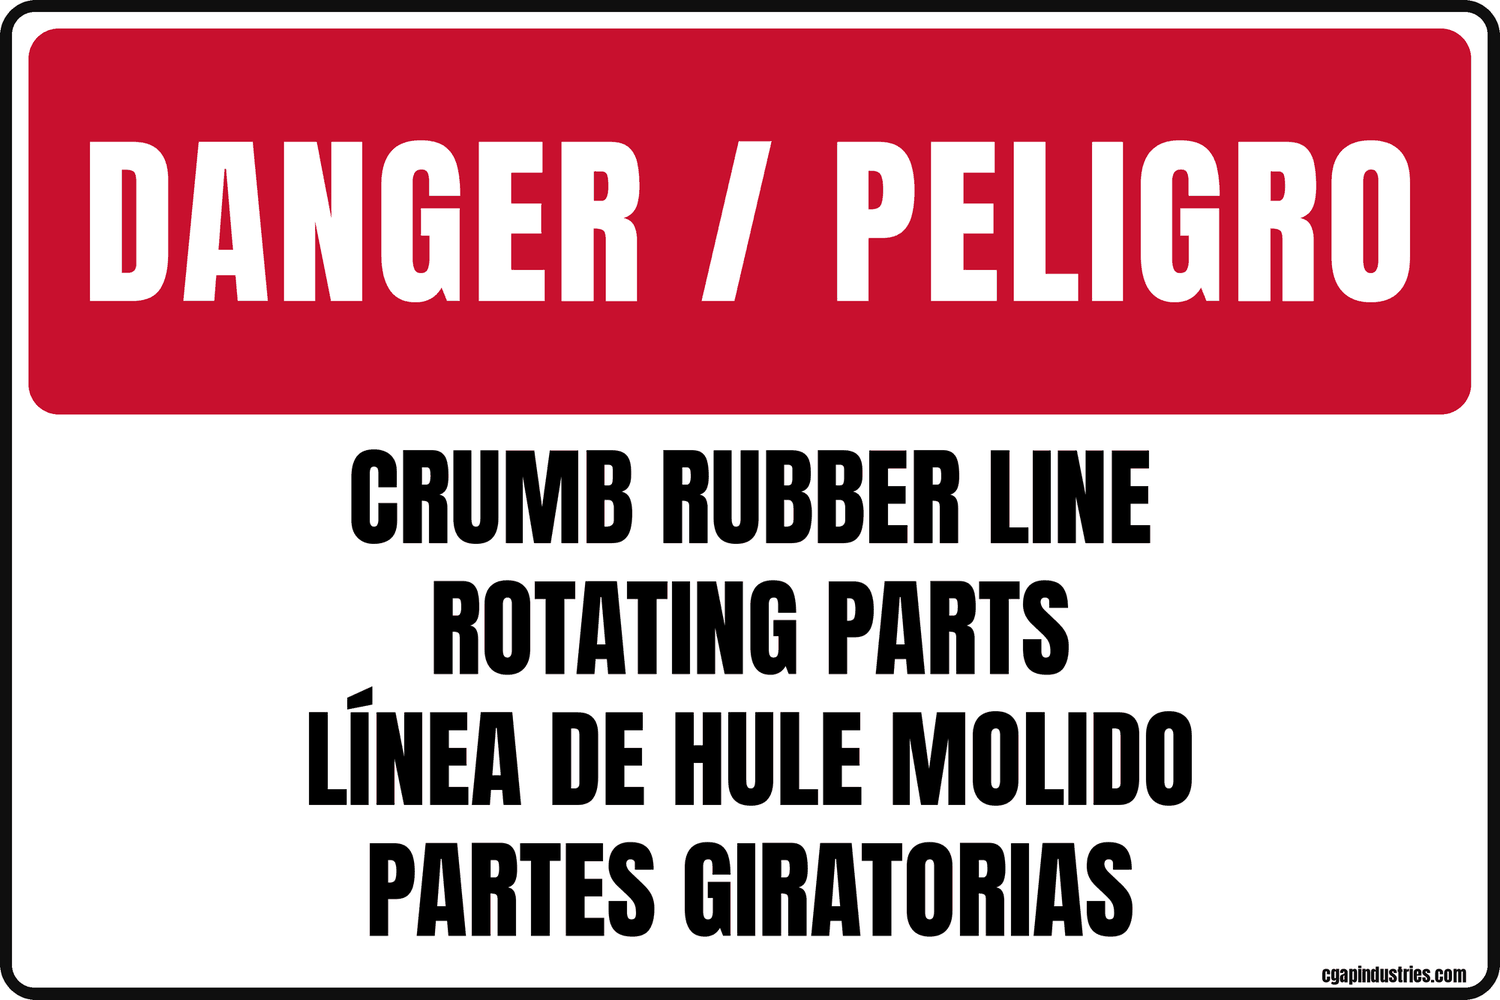 DANGER / PELIGRO
CRUMB RUBBER LINE
ROTATING PARTS
LÍNEA DE HULE MOLIDO
PARTES GIRATORIAS
cgapindustries.com